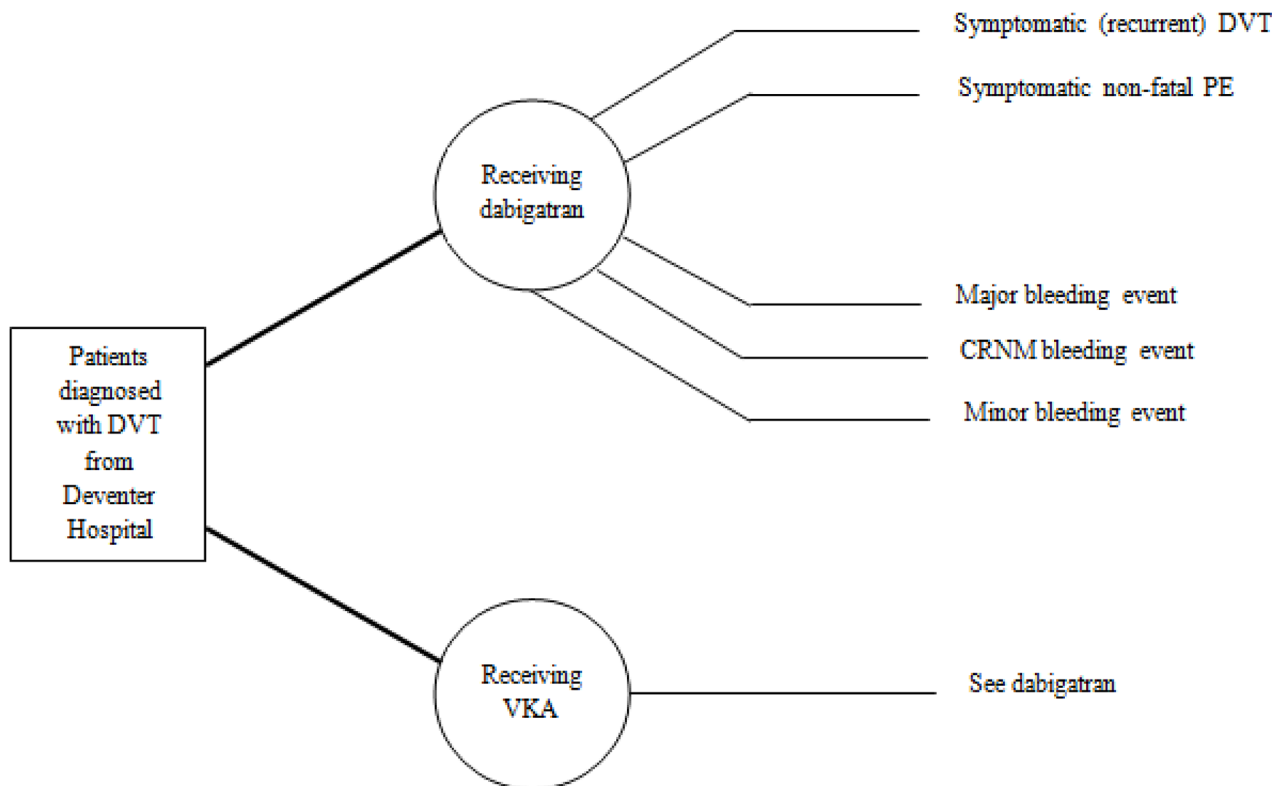 Symptomatic (recurrent) DVT
Symptomatic non-fatal PE
Receiving
dabigatran
Major bleeding event
CRNM bleeding event
Minor bleeding event
Patients
diagnosed
with DVT
from
Deventer
Hospital
Receiving
VKA
See dabigatran